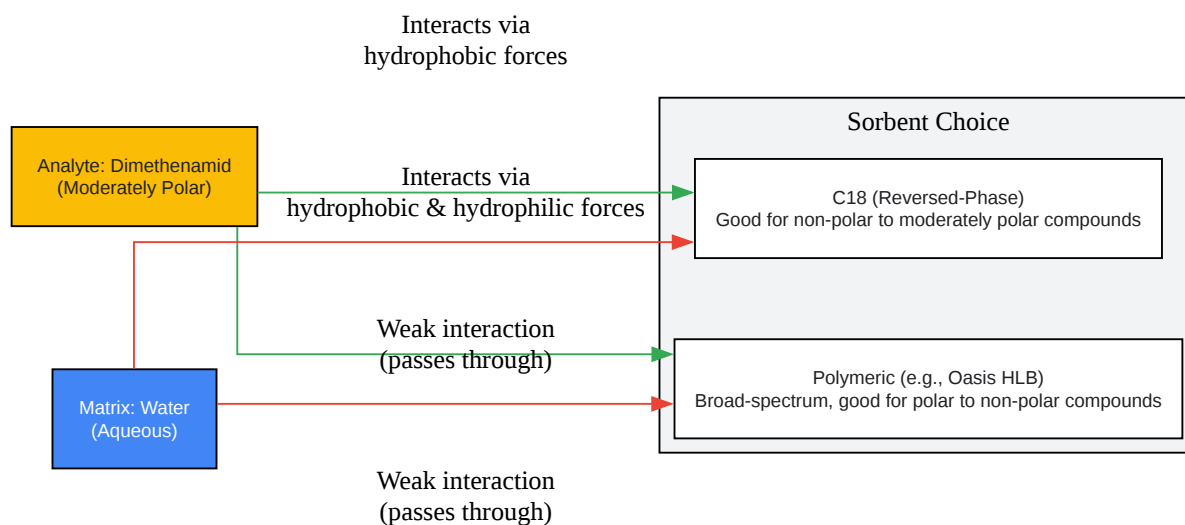 Interacts via
hydrophobic forces
Sorbent Choice
Analyte: Dimethenamid
(Moderately Polar)
Interacts via
hydrophobic & hydrophilic forces
C18 (Reversed-Phase)
Good for non-polar to moderately polar compounds
Weak interaction
(passes through)
Matrix: Water
(Aqueous)
Polymeric (e.g., Oasis HLB)
Broad-spectrum, good for polar to non-polar compounds
Weak interaction
(passes through)